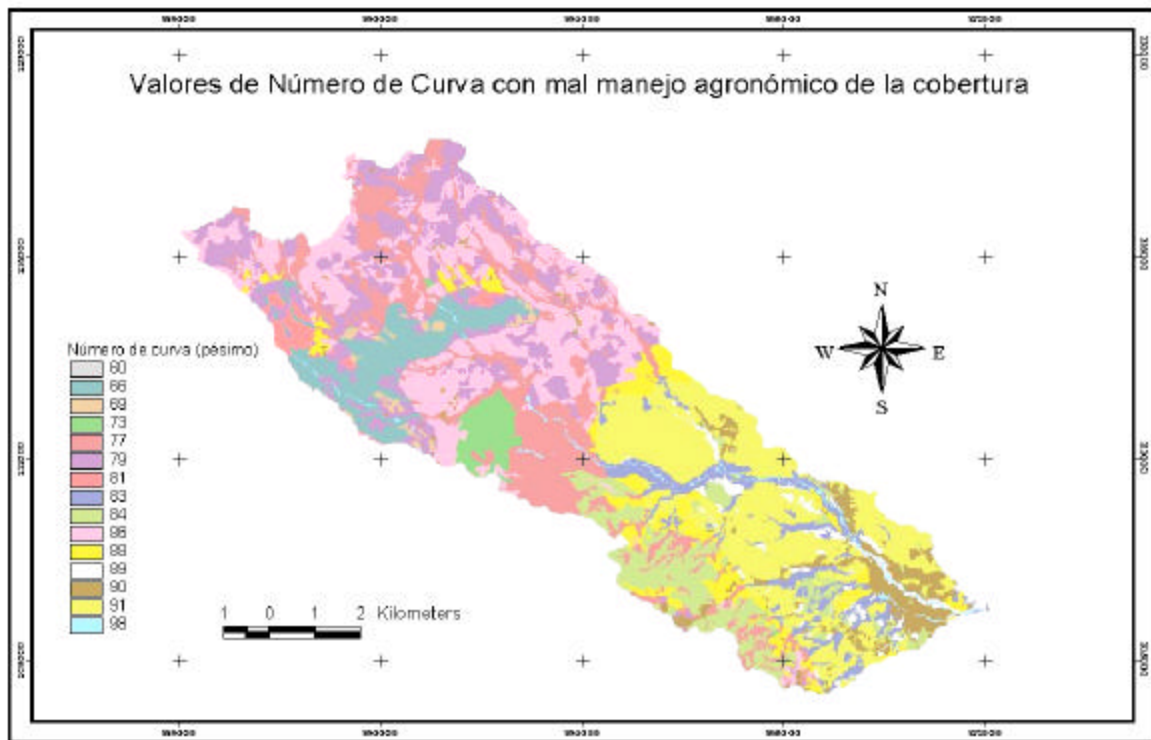 Valores de Número de Curva con mal manejo agronómico de la cobertura
N
W E
S
Número de curva (pésimo)
60
66
69
73
77
79
81
83
84
86
88
89
90
91
98
1 0 1 2 Kilometers